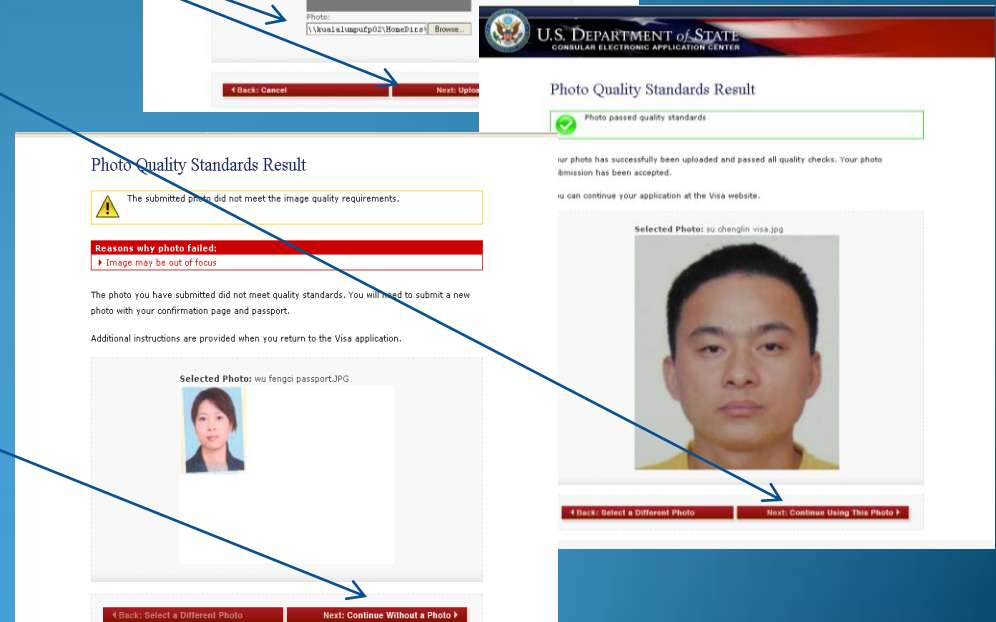 Photo:
\\kualalumpufp02\HomeDirs\ Browse...
Back: Cancel
Next:
U.S. DEPARTMENT of STATE
CONSULAR ELECTRONIC APPLICATION CENTER
Photo Quality Standards Result
Photo passed quality standards
photo has successfully been uploaded and passed all quality checks. Your photo
has been accepted.
can continue your application at the Visa website.
Selected Photo: su chenglin visa.jpg
Back: Select a Different Photo
Next: Continue Using This Photo
Photo Quality Standards Result
The submitted photo did not meet the image quality requirements.
Reasons why photo failed:
Image may be out of focus
The photo you have submitted did not meet quality standards. You will need to submit a new
photo with your confirmation page and passport.
Additional instructions are provided when you return to the Visa application.
Selected Photo: wu fengci passport.JPG
Back: Select a Different Photo
Next: Continue Without a Photo